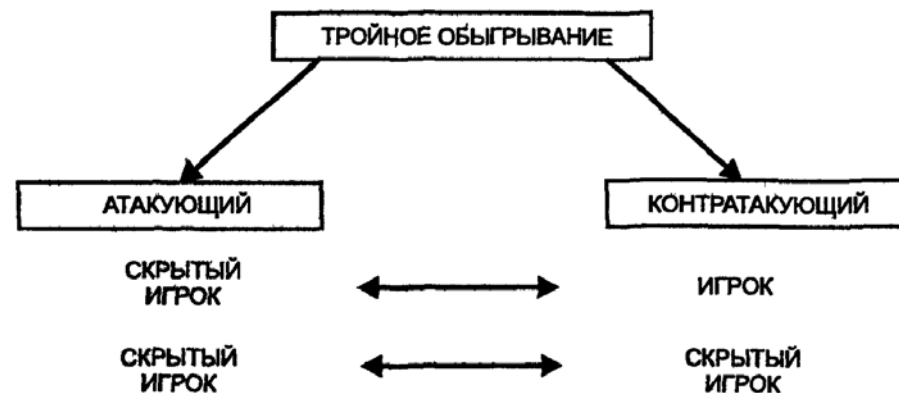 ТРОЙНОЕ ОБЫГРЫВАНИЕ
АТАКУЮЩИЙ
КОНТРАТАКУЮЩИЙ
СКРЫТЫЙ
ИГРОК
ИГРОК
СКРЫТЫЙ
ИГРОК
СКРЫТЫЙ
ИГРОК